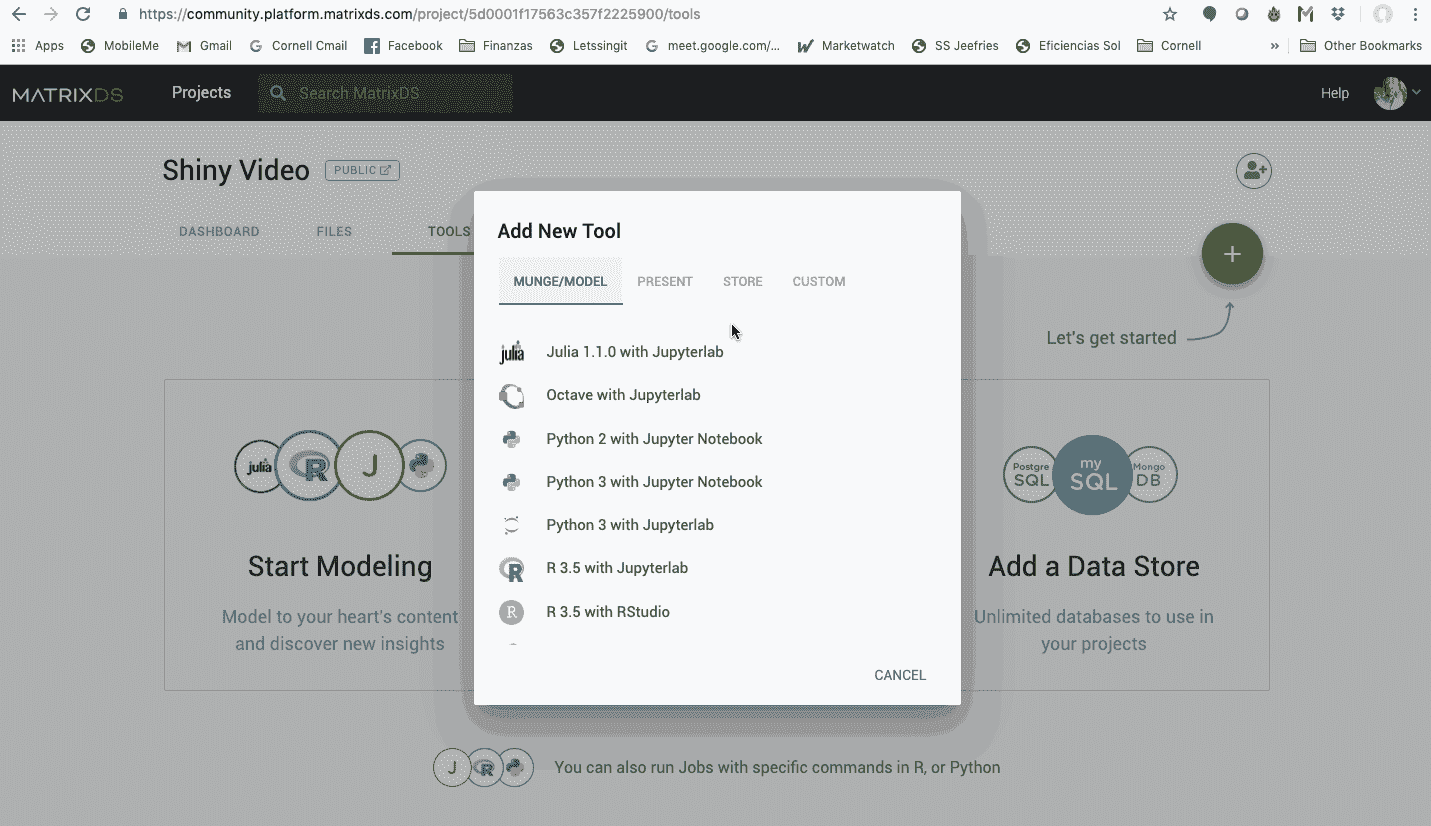 https://community.platform.matrixds.com/project/5d0001f17563c357f2225900/tools
Apps MobileMe Gmail Cornell Cmail Facebook Finanzas Letssingit meet.google.com/... Marketwatch SS Jeefries Eficiencias Sol Cornell » Other Bookmarks
MATRIXDS Projects Search MatrixDS Help
Shiny Video PUBLIC
DASHBOARD FILES TOOLS
Add New Tool
MUNGE/MODEL PRESENT STORE CUSTOM
Let's get started
julia Julia 1.1.0 with Jupyterlab
Octave with Jupyterlab
Python 2 with Jupyter Notebook
Python 3 with Jupyter Notebook
Python 3 with Jupyterlab
R R 3.5 with Jupyterlab
R R 3.5 with RStudio
CANCEL
julia R J
Start Modeling
Model to your heart's content
and discover new insights
Postgre SQL my SQL Mongo DB
Add a Data Store
Unlimited databases to use in
your projects
J R You can also run Jobs with specific commands in R, or Python